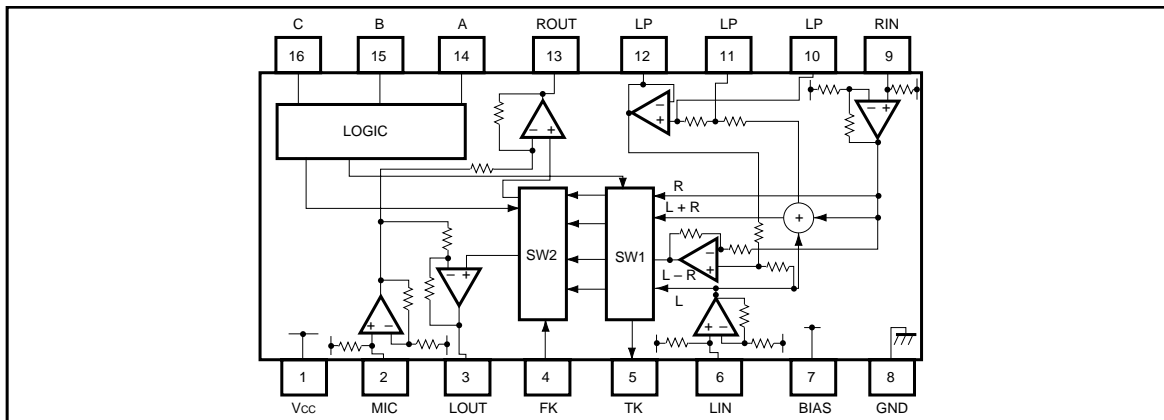 C B A ROUT LP LP LP RIN
16 15 14 13 12 11 10 9
LOGIC
− +
− +
− +
R
L + R
+
SW2 SW1
− +
− +
L − R
L
+ −
+ −
1 2 3 4 5 6 7 8
VCC MIC LOUT FK TK LIN BIAS GND